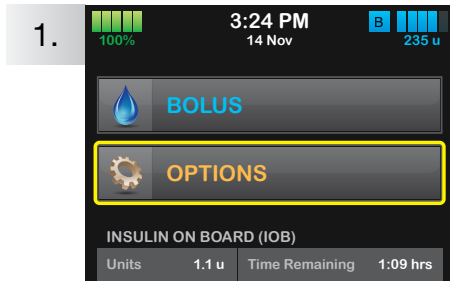 1.
3:24 PM
B
100%
14 Nov
235 u
BOLUS
OPTIONS
INSULIN ON BOARD (IOB)
Units 1.1 u Time Remaining 1:09 hrs